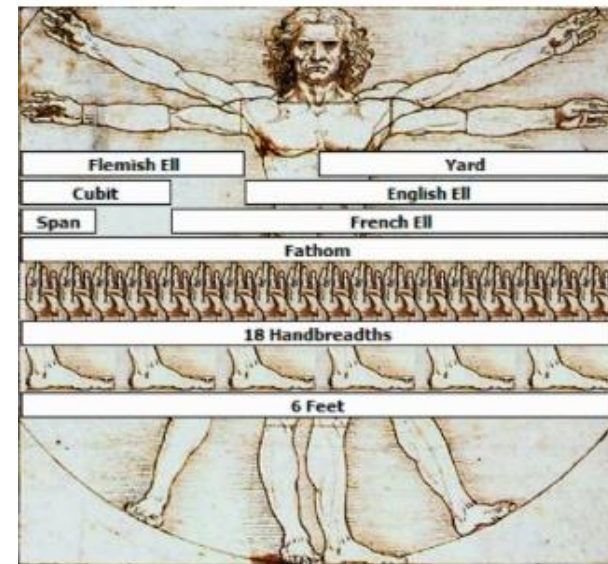 Flemish Ell Yard
Cubit English Ell
Span French Ell
Fathom
18 Handbreadths
6 Feet